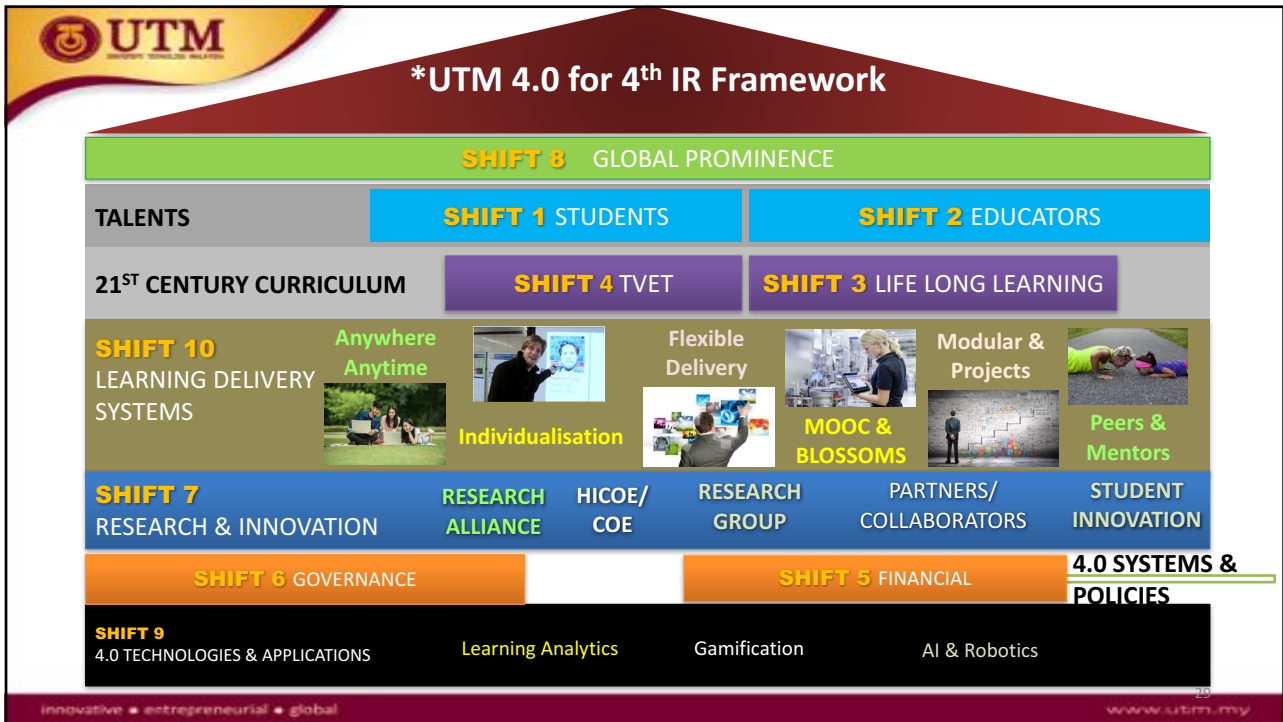 UTM
UNIVERSITI TEKNOLOGI MALAYSIA
*UTM 4.0 for 4th IR Framework
SHIFT 8 GLOBAL PROMINENCE
TALENTS
SHIFT 1 STUDENTS
SHIFT 2 EDUCATORS
21ST CENTURY CURRICULUM
SHIFT 4 TVET
SHIFT 3 LIFE LONG LEARNING
SHIFT 10
LEARNING DELIVERY
SYSTEMS
Anywhere
Anytime
Individualisation
Flexible
Delivery
MOOC &
BLOSSOMS
Modular &
Projects
Peers &
Mentors
SHIFT 7
RESEARCH & INNOVATION
RESEARCH
ALLIANCE
HICOE/
COE
RESEARCH
GROUP
PARTNERS/
COLLABORATORS
STUDENT
INNOVATION
SHIFT 6 GOVERNANCE
SHIFT 5 FINANCIAL
4.0 SYSTEMS &
POLICIES
SHIFT 9
4.0 TECHNOLOGIES & APPLICATIONS
Learning Analytics
Gamification
AI & Robotics
29
innovative ● entrepreneurial ● global
www.utm.my